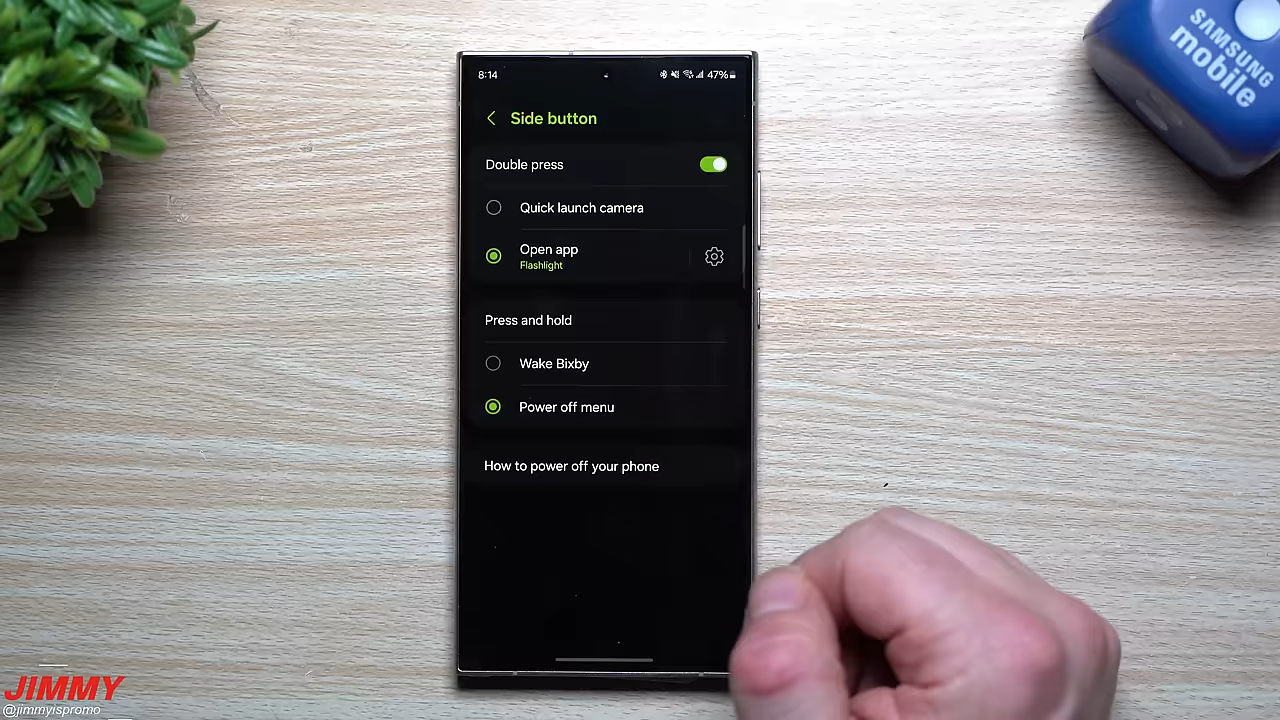 8:14
47%
Side button
Double press
Quick launch camera
Open app
Flashlight
Press and hold
Wake Bixby
Power off menu
How to power off your phone
SAMSUNG
mobile
JIMMY
@jimmyispromo